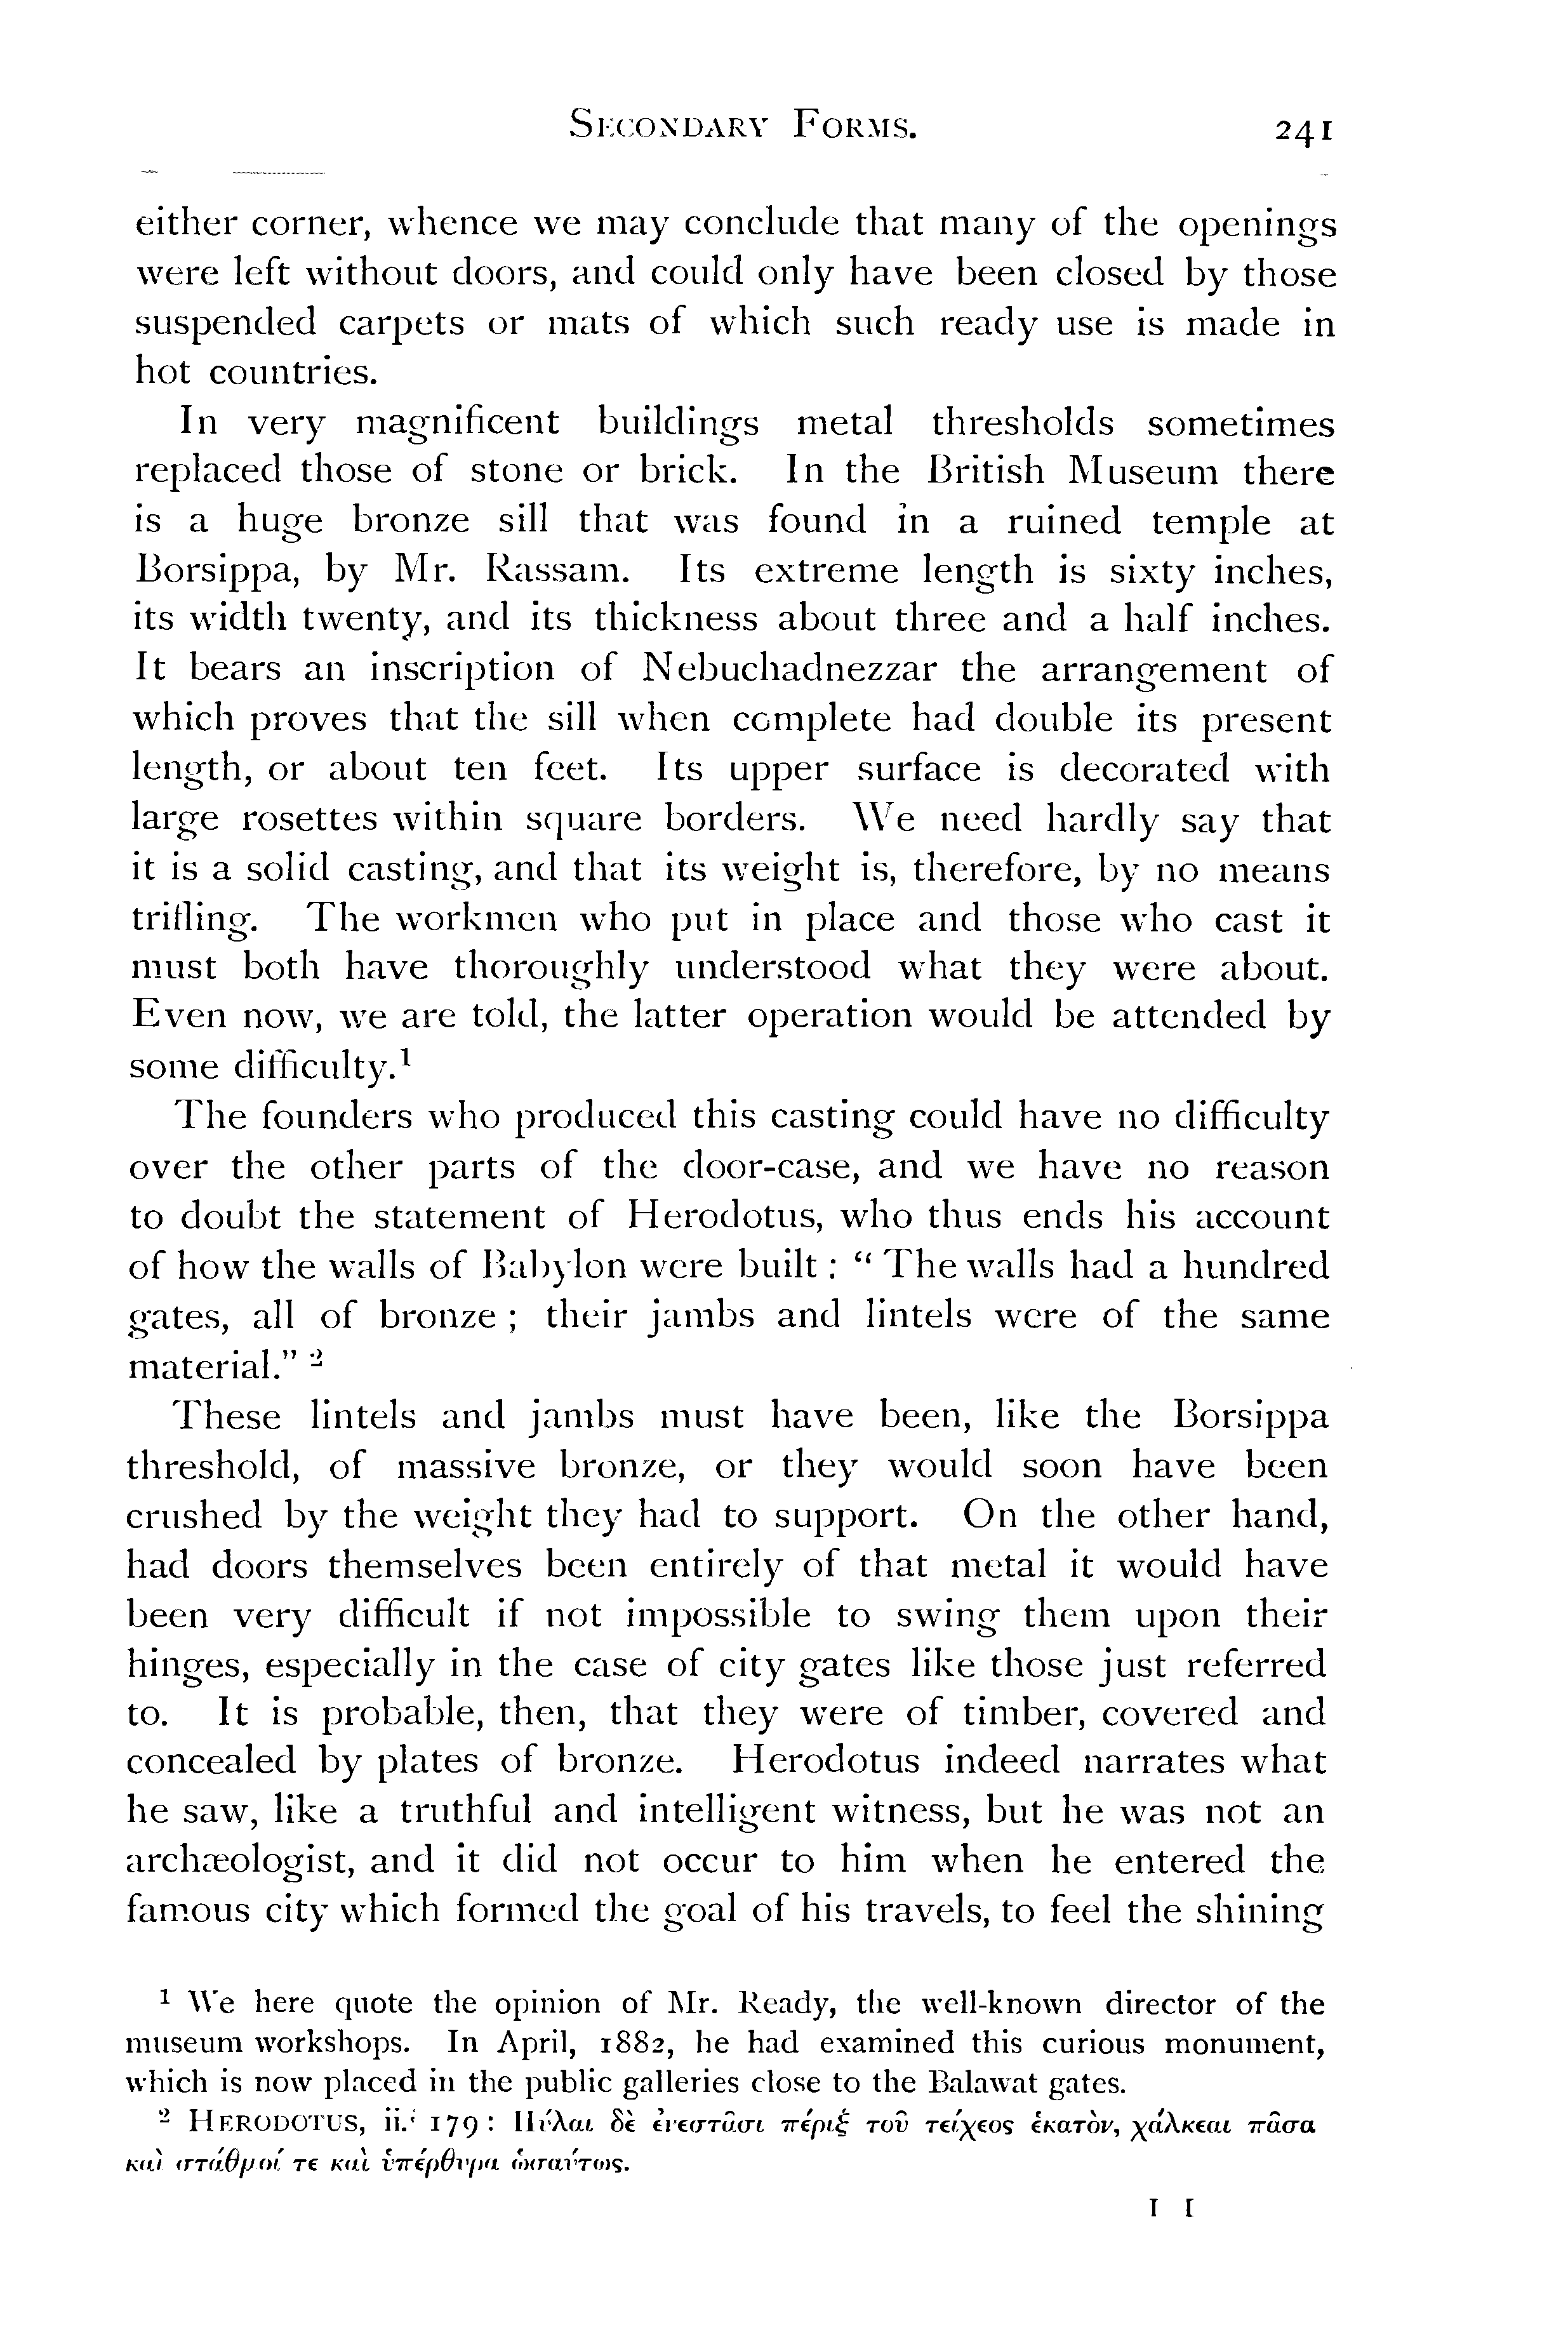 SECONDARY FORMS. 241
either corner, whence we may conclude that many of the openings
were left without doors, and could only have been closed by those
suspended carpets or mats of which such ready use is made in
hot countries.
In very magnificent buildings metal thresholds sometimes
replaced those of stone or brick. In the British Museum there
is a huge bronze sill that was found in a ruined temple at
Borsippa, by Mr. Rassam. Its extreme length is sixty inches,
its width twenty, and its thickness about three and a half inches.
It bears an inscription of Nebuchadnezzar the arrangement of
which proves that the sill when complete had double its present
length, or about ten feet. Its upper surface is decorated with
large rosettes within square borders. We need hardly say that
it is a solid casting, and that its weight is, therefore, by no means
trifling. The workmen who put in place and those who cast it
must both have thoroughly understood what they were about.
Even now, we are told, the latter operation would be attended by
some difficulty.¹
The founders who produced this casting could have no difficulty
over the other parts of the door-case, and we have no reason
to doubt the statement of Herodotus, who thus ends his account
of how the walls of Babylon were built : “ The walls had a hundred
gates, all of bronze ; their jambs and lintels were of the same
material.” ²
These lintels and jambs must have been, like the Borsippa
threshold, of massive bronze, or they would soon have been
crushed by the weight they had to support. On the other hand,
had doors themselves been entirely of that metal it would have
been very difficult if not impossible to swing them upon their
hinges, especially in the case of city gates like those just referred
to. It is probable, then, that they were of timber, covered and
concealed by plates of bronze. Herodotus indeed narrates what
he saw, like a truthful and intelligent witness, but he was not an
archæologist, and it did not occur to him when he entered the
famous city which formed the goal of his travels, to feel the shining
¹ We here quote the opinion of Mr. Ready, the well-known director of the
museum workshops. In April, 1882, he had examined this curious monument,
which is now placed in the public galleries close to the Balawat gates.
² HERODOTUS, ii. 179 : Πύλαι δὲ ἐνεστᾶσι πέριξ τοῦ τείχεος ἑκατὸν, χάλκεαι πᾶσα
καὶ σταθμοί τε καὶ ὑπέρθυρα ὡσαύτως.
I I